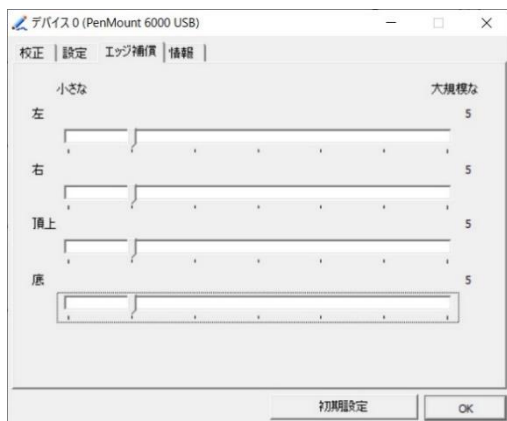 デバイス 0 (PenMount 6000 USB)
校正 設定 エッジ補償 情報
小さな 大規模な
左 5
右 5
頂上 5
底 5
初期設定 OK